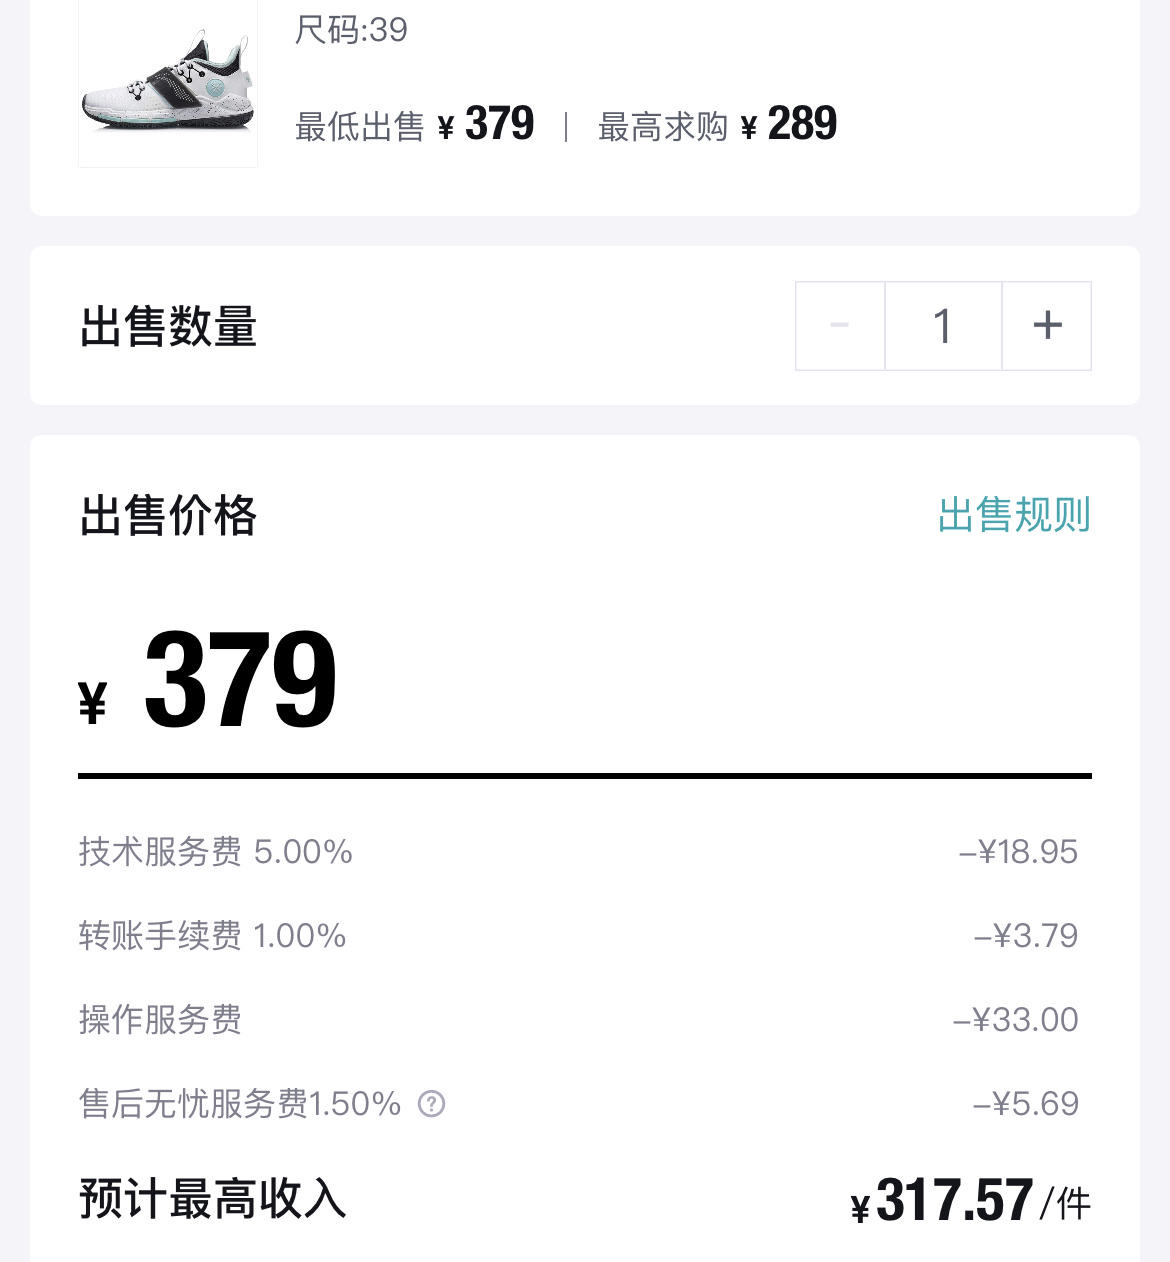 尺码:39
最低出售 ¥ 379 | 最高求购 ¥ 289
出售数量 − 1 +
出售价格 出售规则
¥ 379
技术服务费 5.00% –¥18.95
转账手续费 1.00% –¥3.79
操作服务费 –¥33.00
售后无忧服务费1.50% ? –¥5.69
预计最高收入 ¥317.57/件